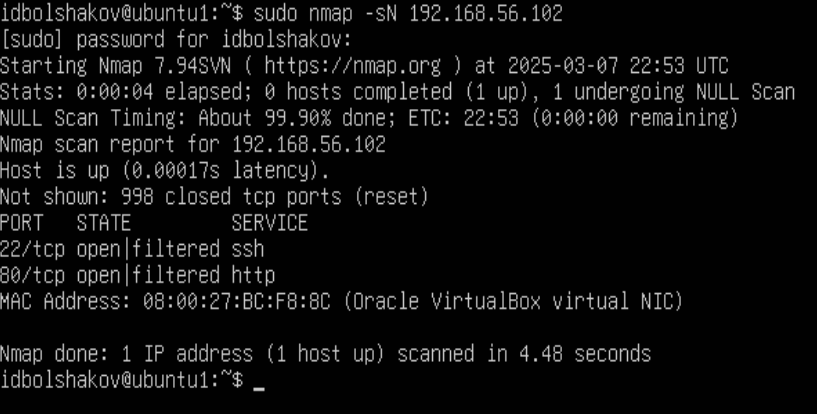 idbolshakov@ubuntu1:~$ sudo nmap -sN 192.168.56.102
[sudo] password for idbolshakov:
Starting Nmap 7.94SVN ( https://nmap.org ) at 2025-03-07 22:53 UTC
Stats: 0:00:04 elapsed; 0 hosts completed (1 up), 1 undergoing NULL Scan
NULL Scan Timing: About 99.90% done; ETC: 22:53 (0:00:00 remaining)
Nmap scan report for 192.168.56.102
Host is up (0.00017s latency).
Not shown: 998 closed tcp ports (reset)
PORT   STATE         SERVICE
22/tcp open|filtered ssh
80/tcp open|filtered http
MAC Address: 08:00:27:BC:F8:8C (Oracle VirtualBox virtual NIC)
Nmap done: 1 IP address (1 host up) scanned in 4.48 seconds
idbolshakov@ubuntu1:~$ _